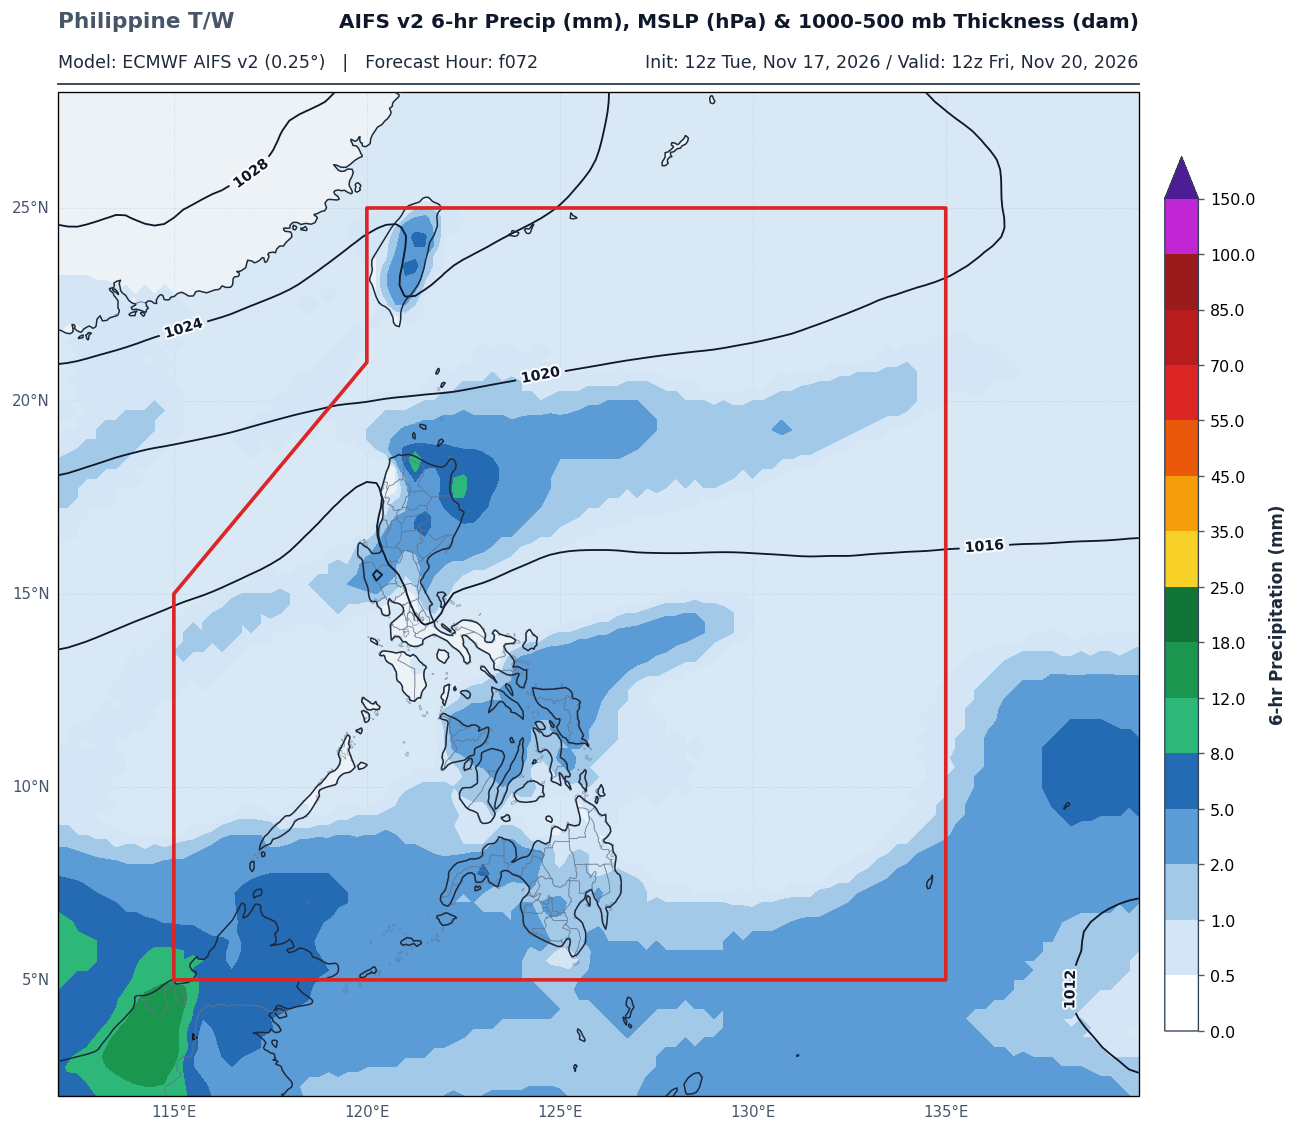 Philippine T/W
AIFS v2 6-hr Precip (mm), MSLP (hPa) & 1000-500 mb Thickness (dam)
Model: ECMWF AIFS v2 (0.25°) | Forecast Hour: f072
Init: 12z Tue, Nov 17, 2026 / Valid: 12z Fri, Nov 20, 2026
1028
1024
1020
1016
1012
25°N
20°N
15°N
10°N
5°N
115°E
120°E
125°E
130°E
135°E
150.0
100.0
85.0
70.0
55.0
45.0
35.0
25.0
18.0
12.0
8.0
5.0
2.0
1.0
0.5
0.0
6-hr Precipitation (mm)